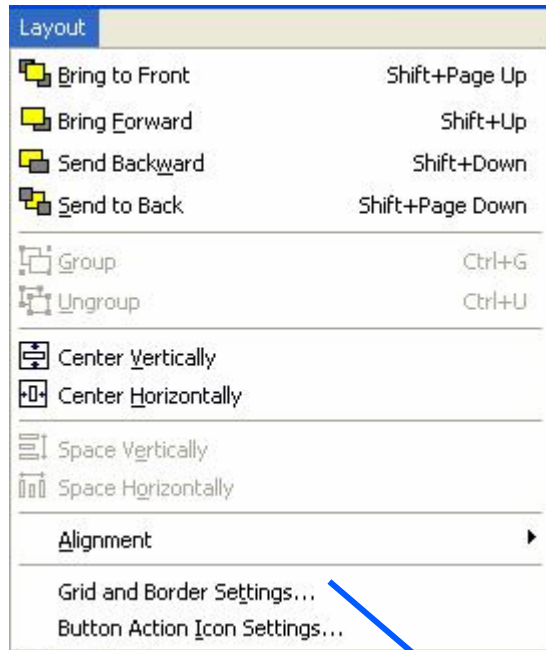 Layout
Bring to Front Shift+Page Up
Bring Forward Shift+Up
Send Backward Shift+Down
Send to Back Shift+Page Down
Group Ctrl+G
Ungroup Ctrl+U
Center Vertically
Center Horizontally
Space Vertically
Space Horizontally
Alignment
Grid and Border Settings...
Button Action Icon Settings...